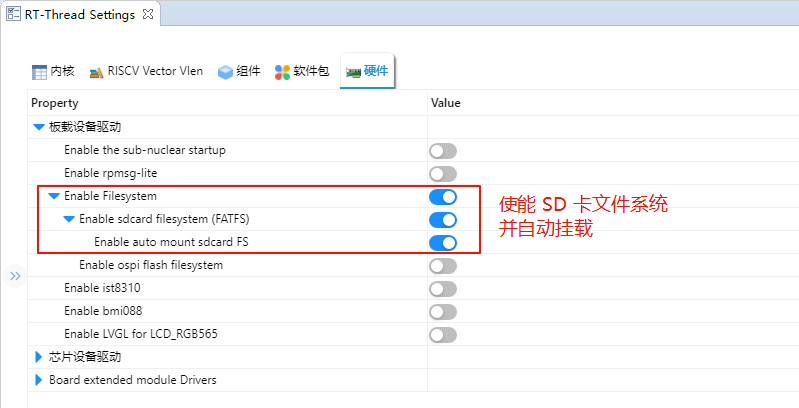 RT-Thread Settings
内核 RISCV Vector Vlen 组件 软件包 硬件
Property Value
板载设备驱动
Enable the sub-nuclear startup
Enable rpmsg-lite
Enable Filesystem
Enable sdcard filesystem (FATFS)
Enable auto mount sdcard FS
使能 SD 卡文件系统
并自动挂载
Enable ospi flash filesystem
Enable ist8310
Enable bmi088
Enable LVGL for LCD_RGB565
芯片设备驱动
Board extended module Drivers